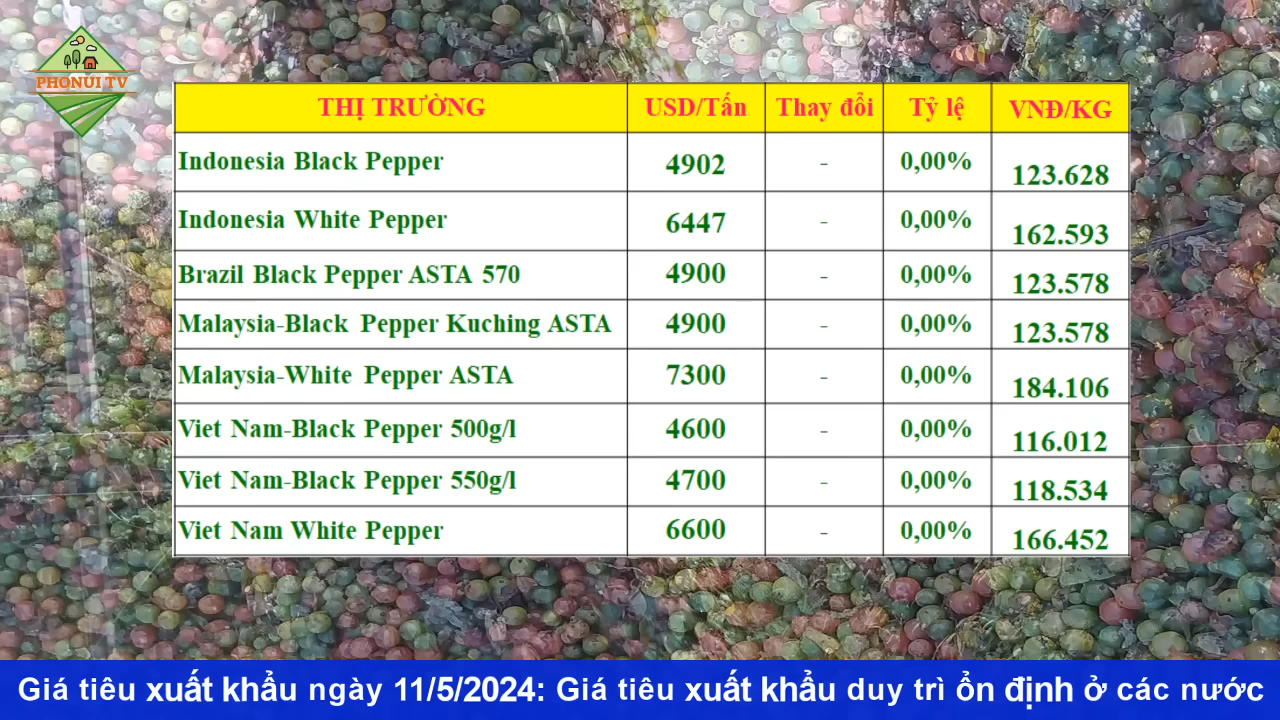 PHỐNÚI TV
THỊ TRƯỜNG USD/Tấn Thay đổi Tỷ lệ VNĐ/KG
Indonesia Black Pepper 4902 - 0,00% 123.628
Indonesia White Pepper 6447 - 0,00% 162.593
Brazil Black Pepper ASTA 570 4900 - 0,00% 123.578
Malaysia-Black Pepper Kuching ASTA 4900 - 0,00% 123.578
Malaysia-White Pepper ASTA 7300 - 0,00% 184.106
Viet Nam-Black Pepper 500g/l 4600 - 0,00% 116.012
Viet Nam-Black Pepper 550g/l 4700 - 0,00% 118.534
Viet Nam White Pepper 6600 - 0,00% 166.452
Giá tiêu xuất khẩu ngày 11/5/2024: Giá tiêu xuất khẩu duy trì ổn định ở các nước